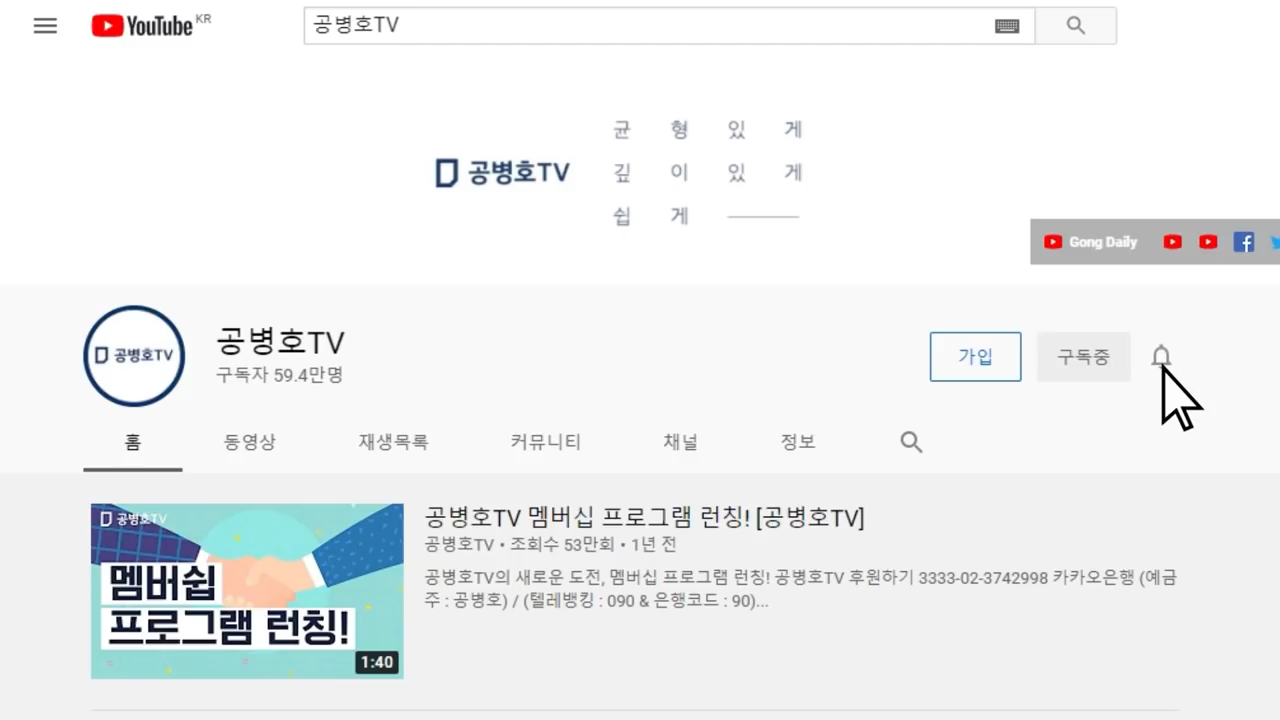 YouTube KR
공병호TV
균 형 있 게
공병호TV
깊 이 있 게
쉽 게
Gong Daily
공병호TV
공병호TV
구독자 59.4만명
가입
구독중
홈
동영상
재생목록
커뮤니티
채널
정보
공병호TV
멤버쉽
프로그램 런칭!
1:40
공병호TV 멤버십 프로그램 런칭! [공병호TV]
공병호TV • 조회수 53만회 • 1년 전
공병호TV의 새로운 도전, 멤버십 프로그램 런칭! 공병호TV 후원하기 3333-02-3742998 카카오은행 (예금
주 : 공병호) / (텔레뱅킹 : 090 & 은행코드 : 90)...